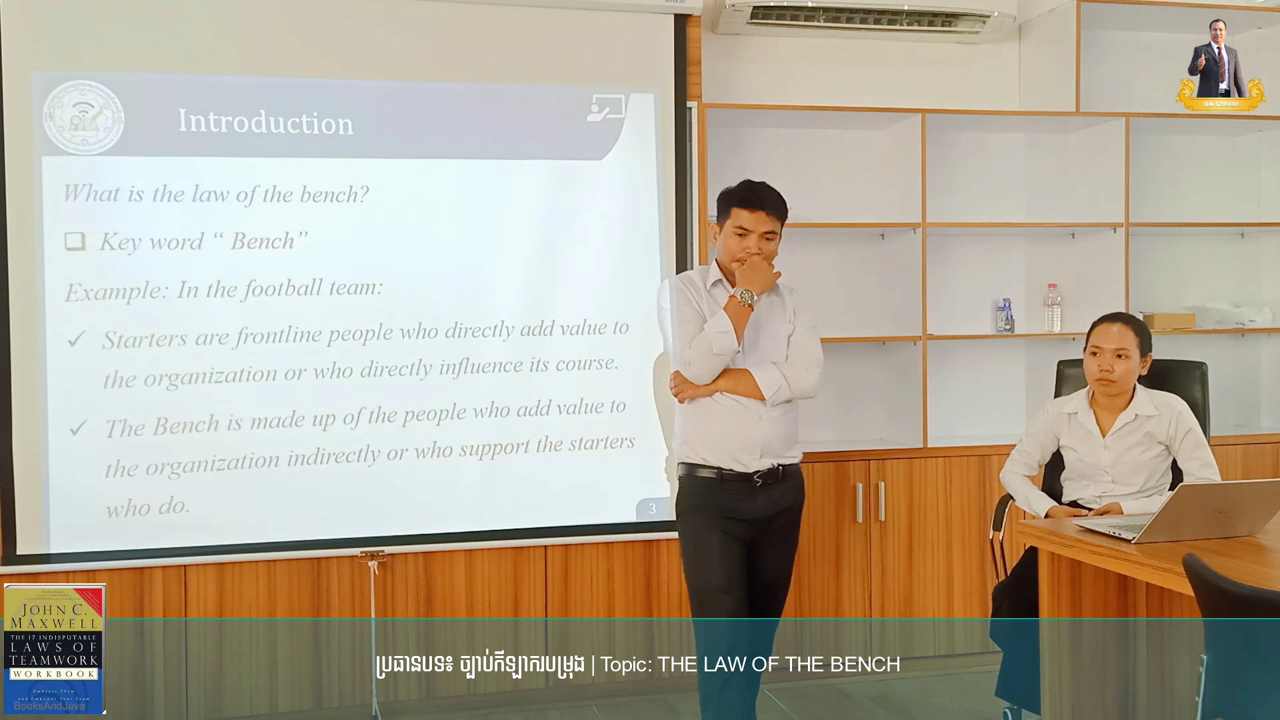 Introduction
What is the law of the bench?
Key word “ Bench”
Example: In the football team:
Starters are frontline people who directly add value to
the organization or who directly influence its course.
The Bench is made up of the people who add value to
the organization indirectly or who support the starters
who do.
3
JOHN C.
MAXWELL
THE 17 INDISPUTABLE
LAWS OF
TEAMWORK
WORKBOOK
BooksAndJava
ប្រធានបទ៖ ច្បាប់កីឡាករបម្រុង | Topic: THE LAW OF THE BENCH